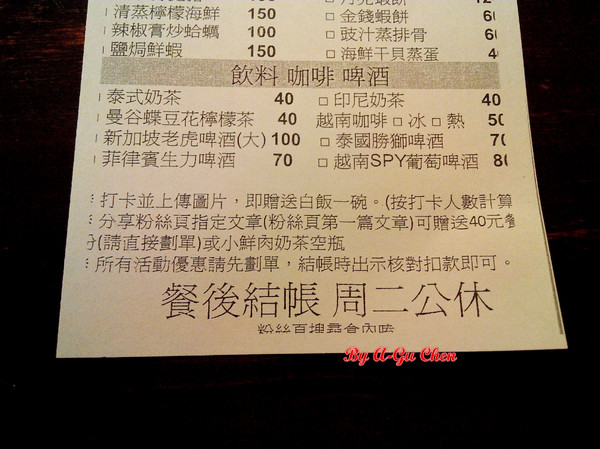 清蒸檸檬海鮮 150 □ 金錢蝦餅
辣椒膏炒蛤蠣 100 □ 豉汁蒸排骨
鹽焗鮮蝦 150 □ 海鮮干貝蒸蛋
飲料 咖啡 啤酒
泰式奶茶 40 □ 印尼奶茶 40
曼谷蝶豆花檸檬茶 40 越南咖啡 □ 冰 □ 熱
新加坡老虎啤酒(大) 100 □ 泰國勝獅啤酒
菲律賓生力啤酒 70 □ 越南SPY葡萄啤酒
打卡並上傳圖片，即贈送白飯一碗。(按打卡人數計算
分享粉絲頁指定文章(粉絲頁第一篇文章)可贈送40元餐
(請直接劃單)或小鮮肉奶茶空瓶
所有活動優惠請先劃單，結帳時出示核對扣款即可。
餐後結帳 周二公休
By A-Gu Chen